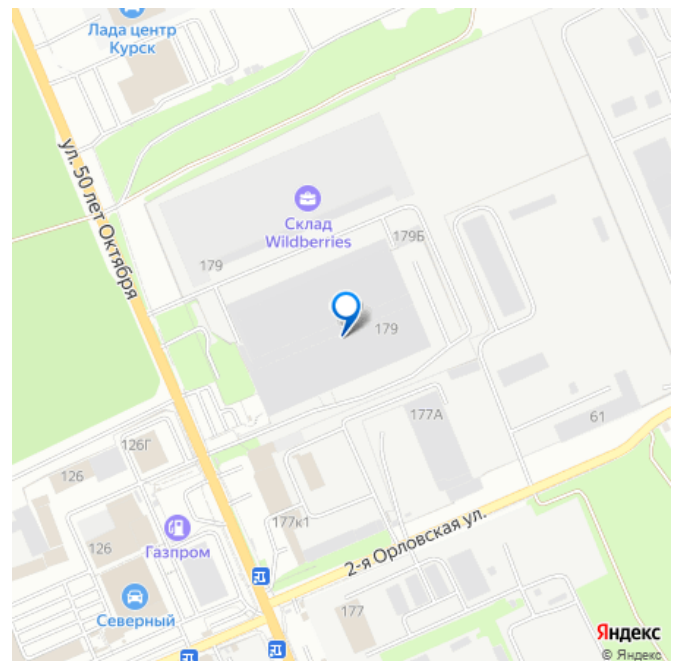 Лада центр
Курск
ул. 50 лет Октября
Склад
Wildberries
179Б
179
179
177А
61
126Г
126
177к1
126
Газпром
2-я Орловская ул.
Северный
177
Яндекс
© Яндекс